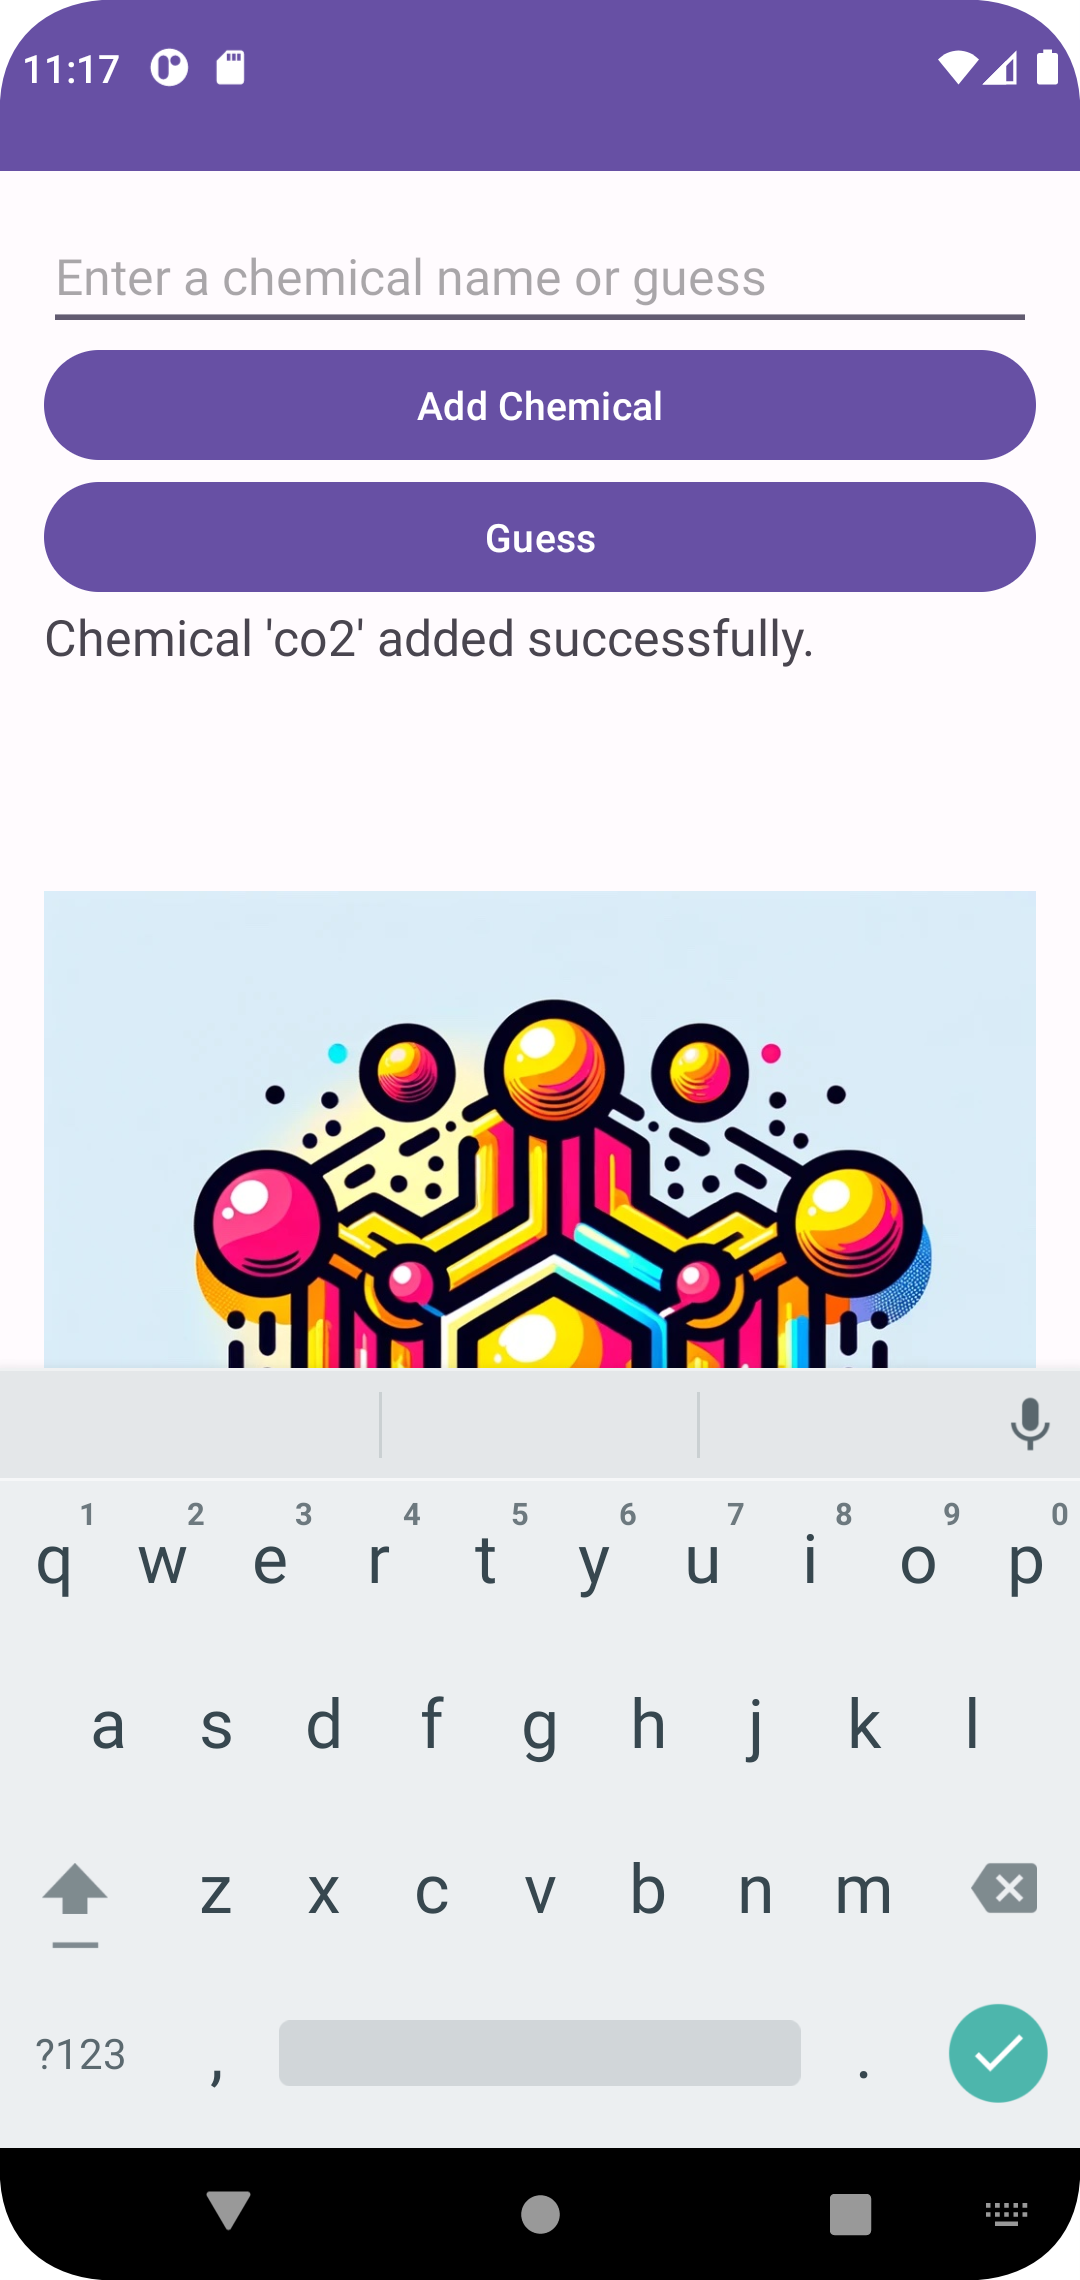 11:17
Enter a chemical name or guess
Add Chemical
Guess
Chemical 'co2' added successfully.
1 2 3 4 5 6 7 8 9 0
q w e r t y u i o p
a s d f g h j k l
z x c v b n m
?123 , .